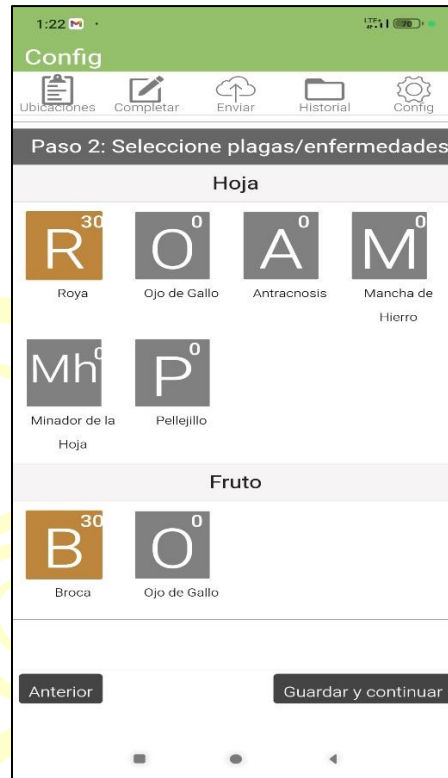 1:22
LTE+
70
Config
Ubicaciones Completar Enviar Historial Config
Paso 2: Seleccione plagas/enfermedades
Hoja
R 30 O 0 A 0 M 0
Roya Ojo de Gallo Antracnosis Mancha de
Hierro
Mh 0 P 0
Minador de la Pellejillo
Hoja
Fruto
B 30 O 0
Broca Ojo de Gallo
Anterior Guardar y continuar